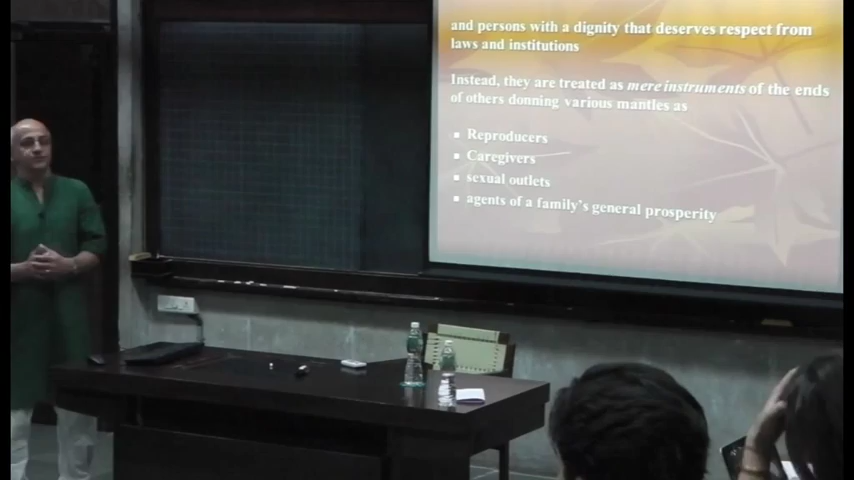 and persons with a dignity that deserves respect from
laws and institutions
Instead, they are treated as mere instruments of the ends
of others donning various mantles as
▪ Reproducers
▪ Caregivers
▪ sexual outlets
▪ agents of a family's general prosperity